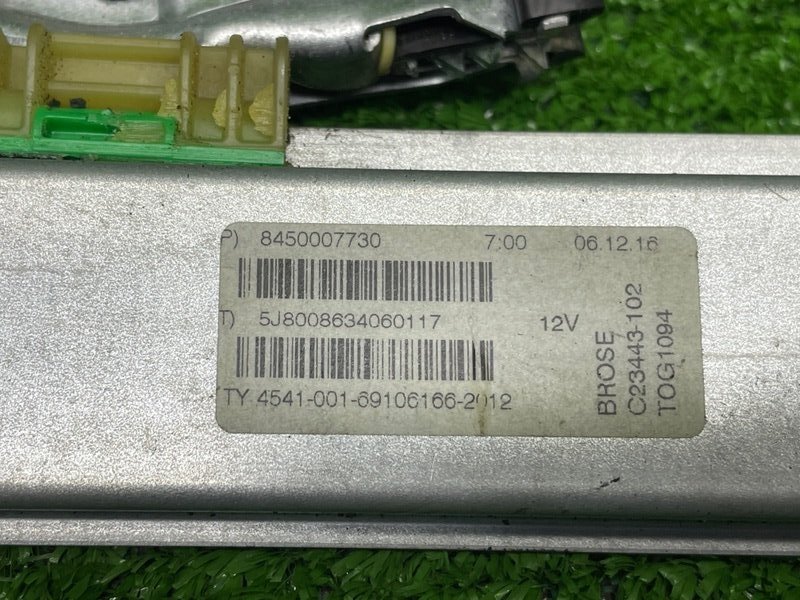 P) 8450007730 7:00 06.12.16
T) 5J8008634060117 12V
TY 4541-001-69106166-2012
BROSE
C23443-102
TOG1094